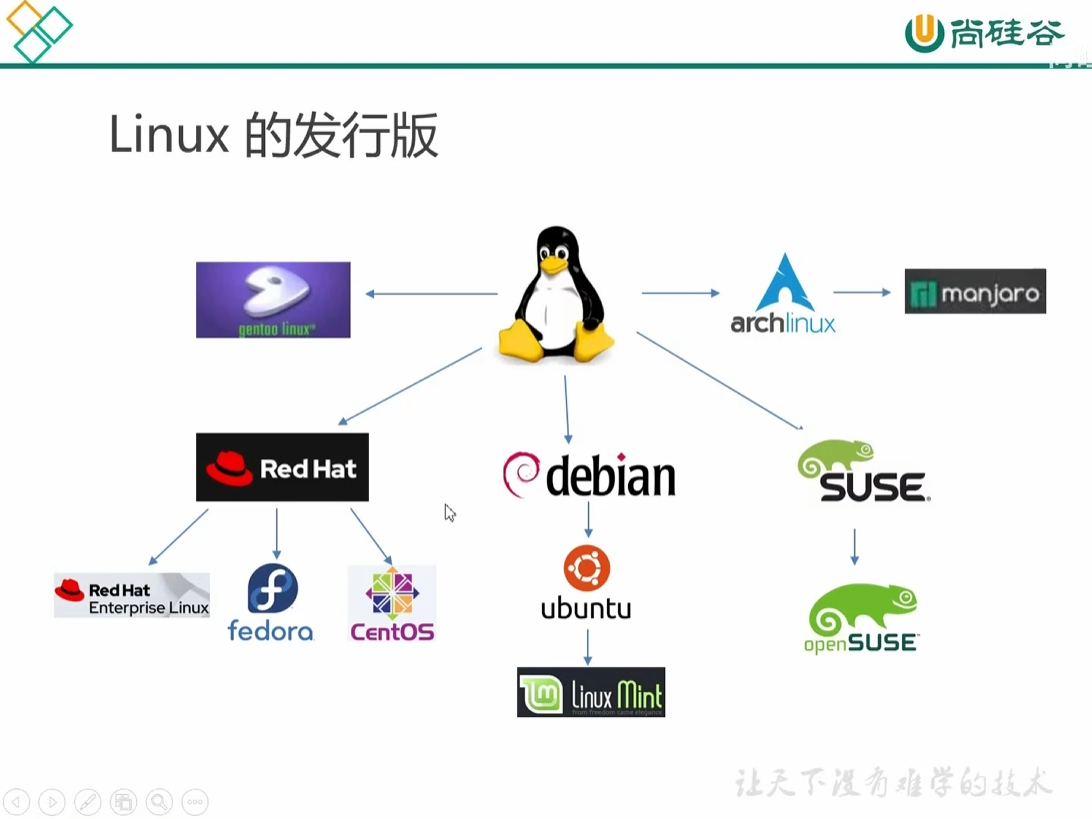 尚硅谷
Linux 的发行版
gentoo linux
archlinux
manjaro
Red Hat
debian
SUSE
Red Hat
Enterprise Linux
fedora
CentOS
ubuntu
openSUSE
Linux Mint
from freedom came elegance
让天下没有难学的技术